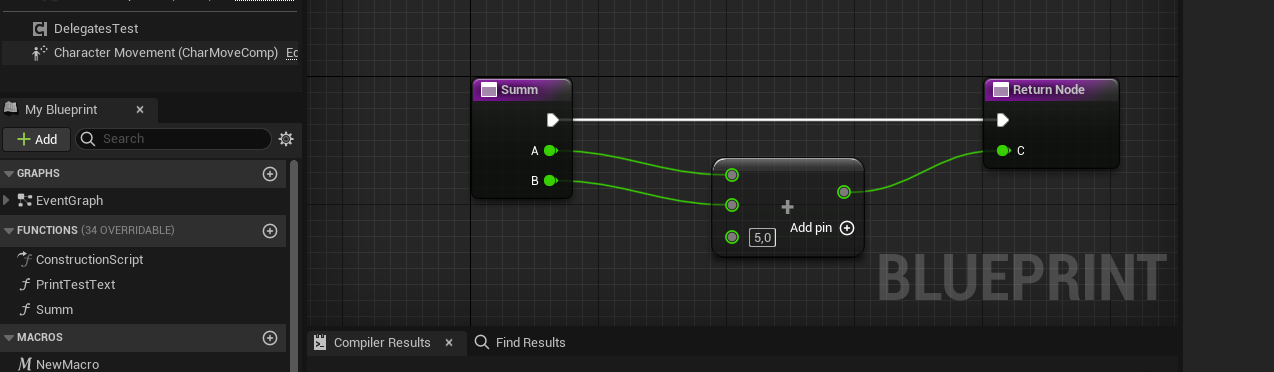 DelegatesTest
Character Movement (CharMoveComp)
My Blueprint
Add
Search
GRAPHS
EventGraph
FUNCTIONS (34 OVERRIDABLE)
ConstructionScript
PrintTestText
Summ
MACROS
NewMacro
Summ
A
B
5,0
Add pin
Return Node
C
BLUEPRINT
Compiler Results
Find Results